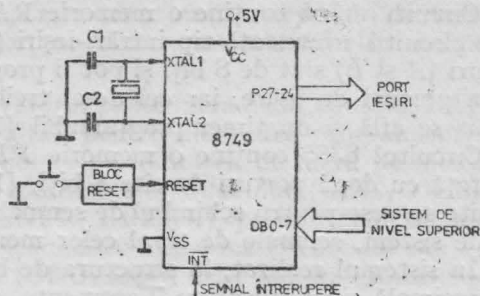 +5V
C1
VCC
XTAL1
P27-24
PORT
IEȘIRI
C2
XTAL2
8749
BLOC
RESET
RESET
DB0-7
SISTEM DE
NIVEL SUPERIOR
VSS
INT
SEMNAL ÎNTRERUPERE